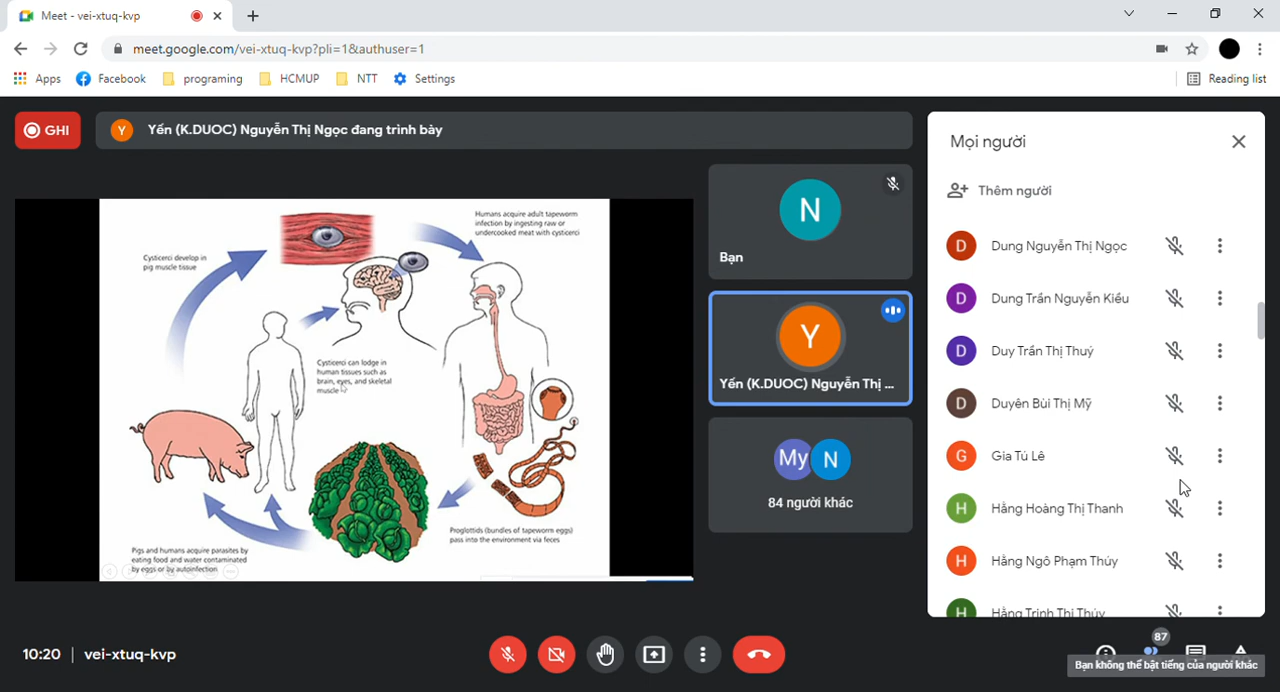 Meet - vei-xtuq-kvp
meet.google.com/vei-xtuq-kvp?pli=1&authuser=1
Apps
Facebook
programing
HCMUP
NTT
Settings
Reading list
GHI
Y
Yến (K.DUOC) Nguyễn Thị Ngọc đang trình bày
Humans acquire adult tapeworm
infection by ingesting raw or
undercooked meat with cysticerci
Cysticerci develop in
pig muscle tissue
Cysticerci can lodge in
human tissues such as
brain, eyes, and skeletal
muscle
Proglottids (bundles of tapeworm eggs)
pass into the environment via feces
Pigs and humans acquire parasites by
eating food and water contaminated
by eggs or by autoinfection
N
Bạn
Y
Yến (K.DUOC) Nguyễn Thị ...
My
N
84 người khác
Mọi người
Thêm người
D
Dung Nguyễn Thị Ngọc
D
Dung Trần Nguyễn Kiều
D
Duy Trần Thị Thuý
D
Duyên Bùi Thị Mỹ
G
Gia Tú Lê
H
Hằng Hoàng Thị Thanh
H
Hằng Ngô Phạm Thúy
H
Hằng Trịnh Thị Thúy
10:20 | vei-xtuq-kvp
87
Bạn không thể bật tiếng của người khác